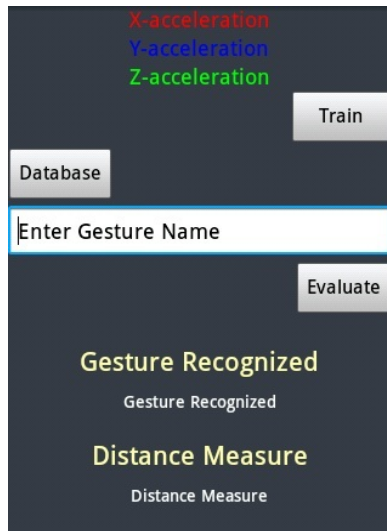 X-acceleration
Y-acceleration
Z-acceleration
Train
Database
Enter Gesture Name
Evaluate
Gesture Recognized
Gesture Recognized
Distance Measure
Distance Measure